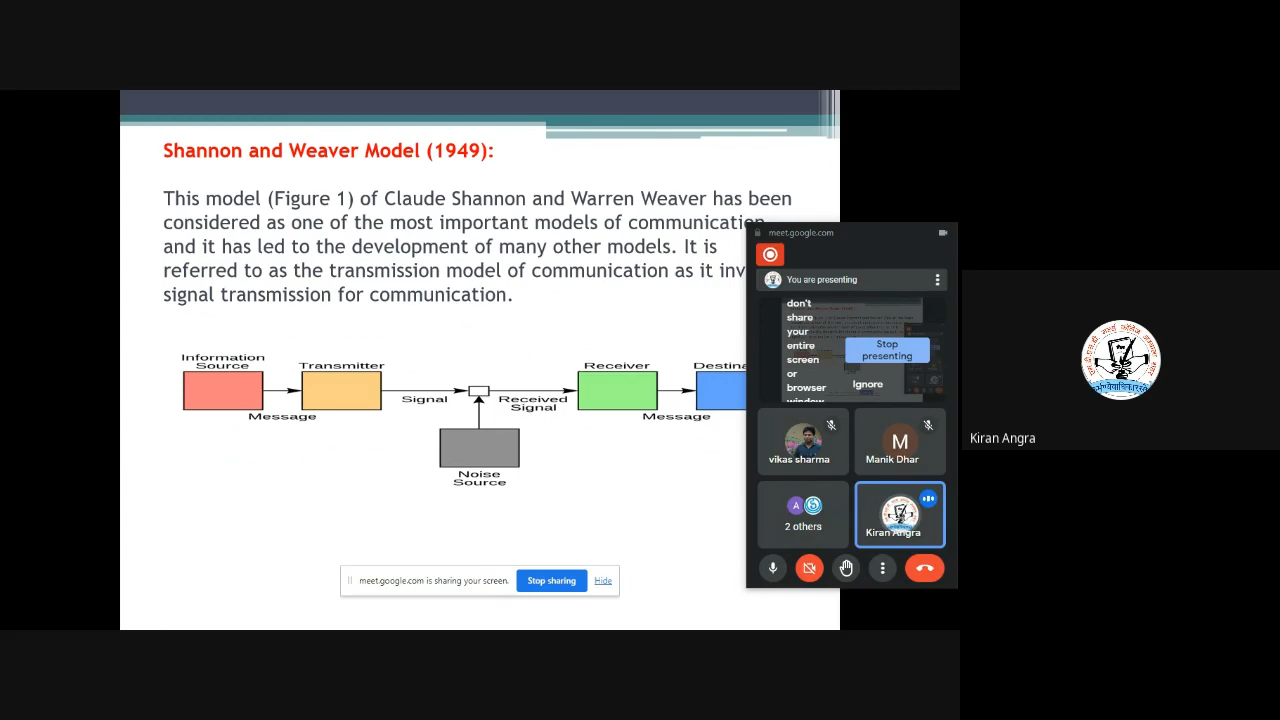 Shannon and Weaver Model (1949):
This model (Figure 1) of Claude Shannon and Warren Weaver has been
considered as one of the most important models of communication
and it has led to the development of many other models. It is
referred to as the transmission model of communication as it inv
signal transmission for communication.
Information
Source
Transmitter
Receiver
Destina
Message
Signal
Received
Signal
Message
Noise
Source
meet.google.com is sharing your screen.
Stop sharing
Hide
meet.google.com
You are presenting
don't
share
your
entire
screen
or
browser
window
Stop
presenting
Ignore
vikas sharma
M
Manik Dhar
A
2 others
Kiran Angra
Kiran Angra